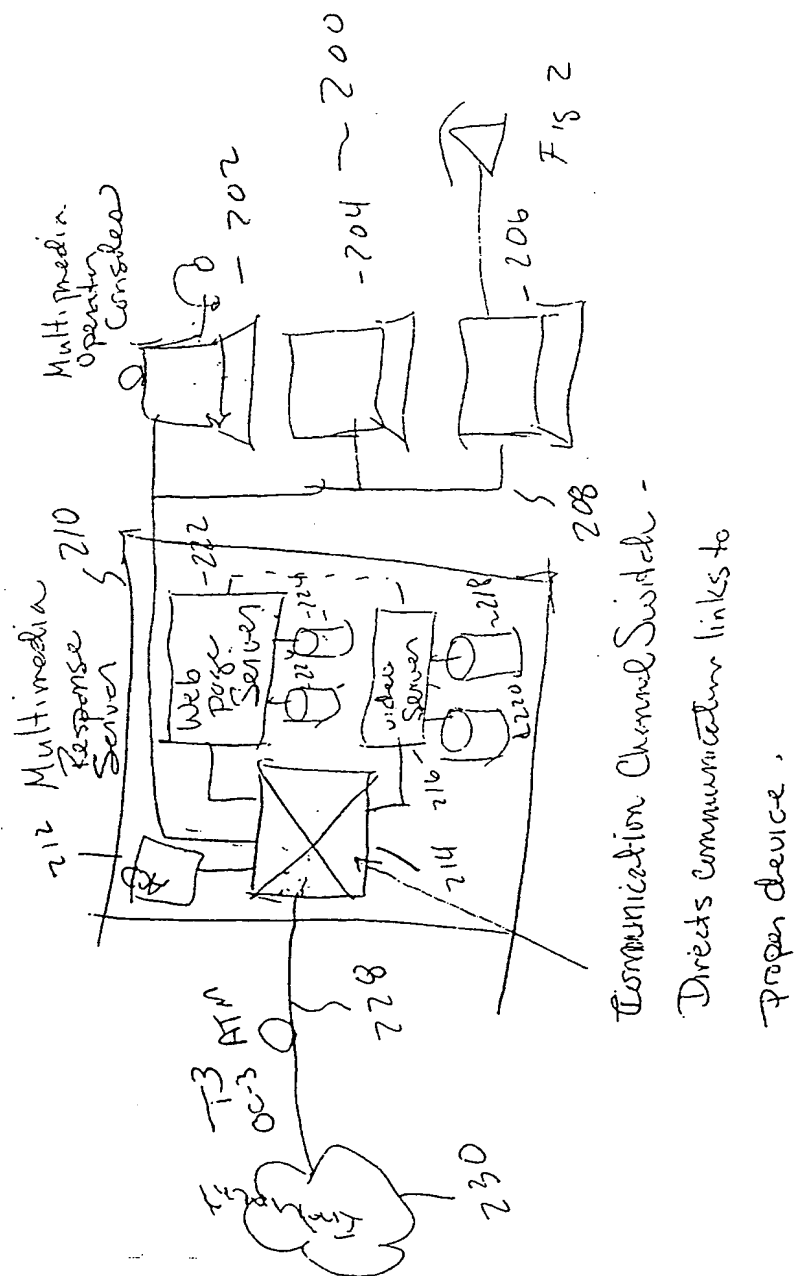 Multimedia
Operator
Consoles
- 202
- 204 ~ 200
- 206
Fig 2
208
Multimedia
Response
Server
210
212
- 222
Web
page
Server
- 224
video
Server
216 -
~ 218
220
214
T3
OC-3
ATM
228
230
Communication Channel Switch -
Directs communication links to
proper device.